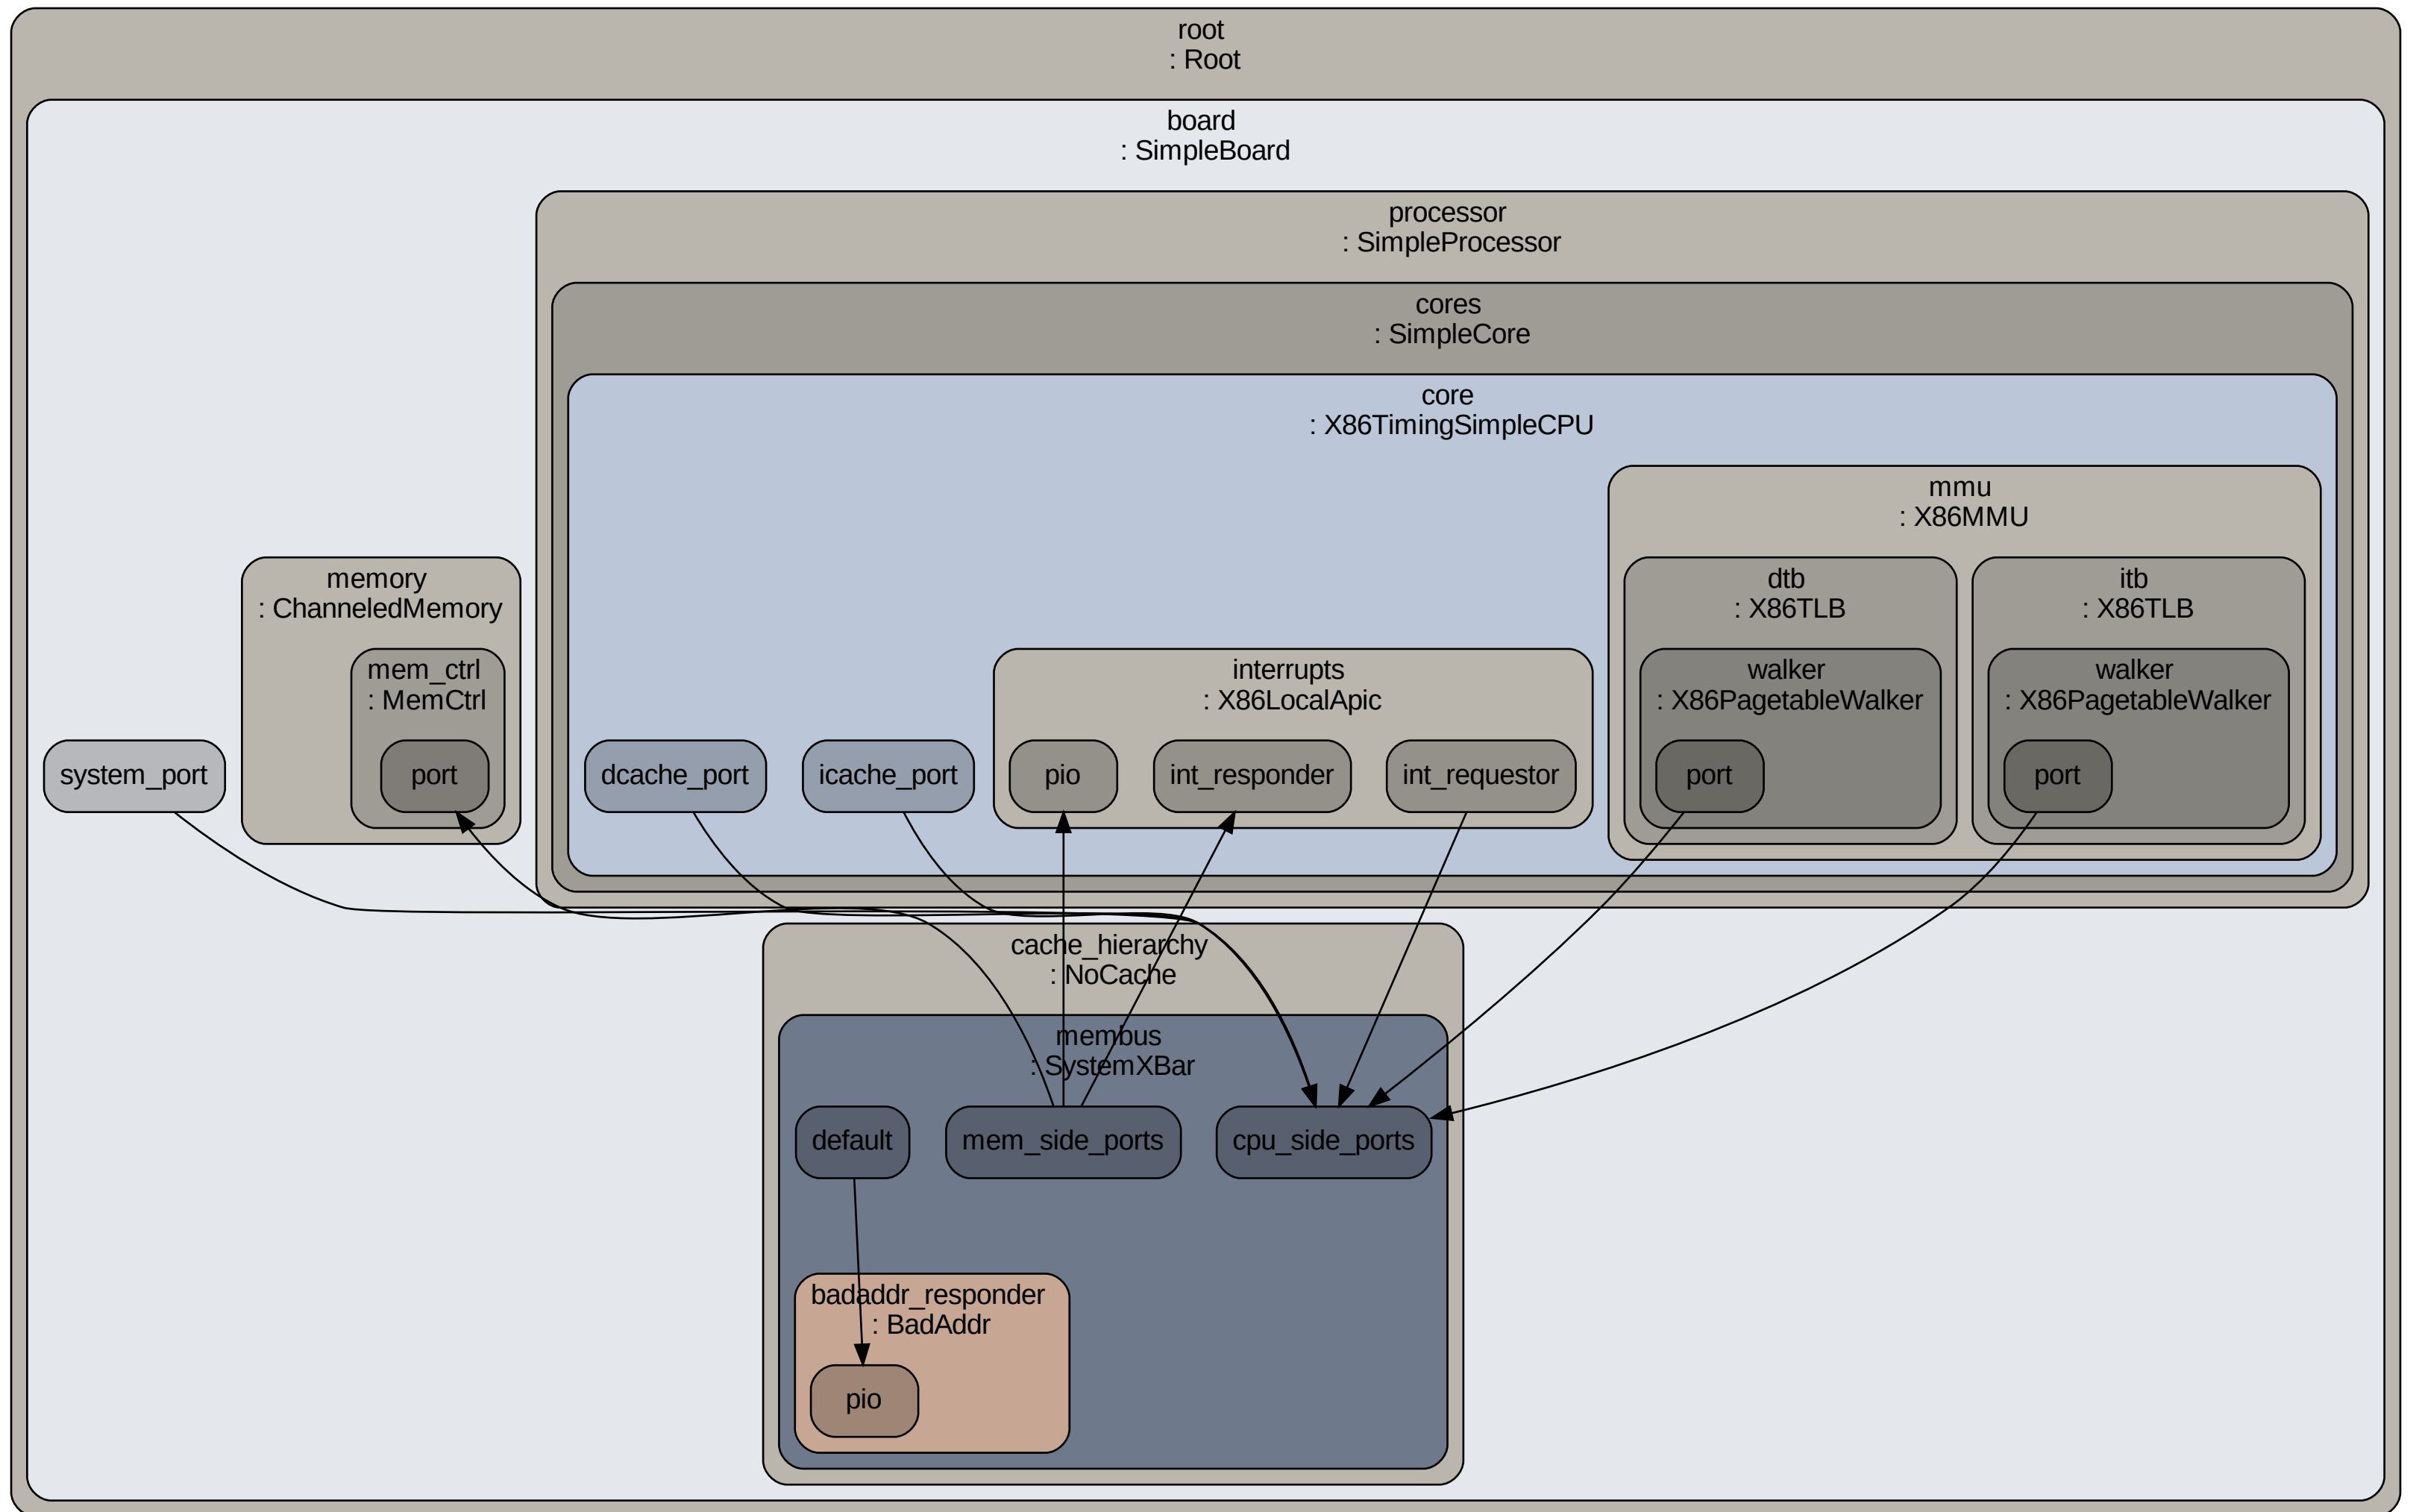 root
: Root
board
: SimpleBoard
processor
: SimpleProcessor
cores
: SimpleCore
core
: X86TimingSimpleCPU
mmu
: X86MMU
memory
: ChanneledMemory
dtb
: X86TLB
itb
: X86TLB
mem_ctrl
: MemCtrl
interrupts
: X86LocalApic
walker
: X86PagetableWalker
walker
: X86PagetableWalker
system_port
port
dcache_port
icache_port
pio
int_responder
int_requestor
port
port
cache_hierarchy
: NoCache
membus
: SystemXBar
default
mem_side_ports
cpu_side_ports
badaddr_responder
: BadAddr
pio